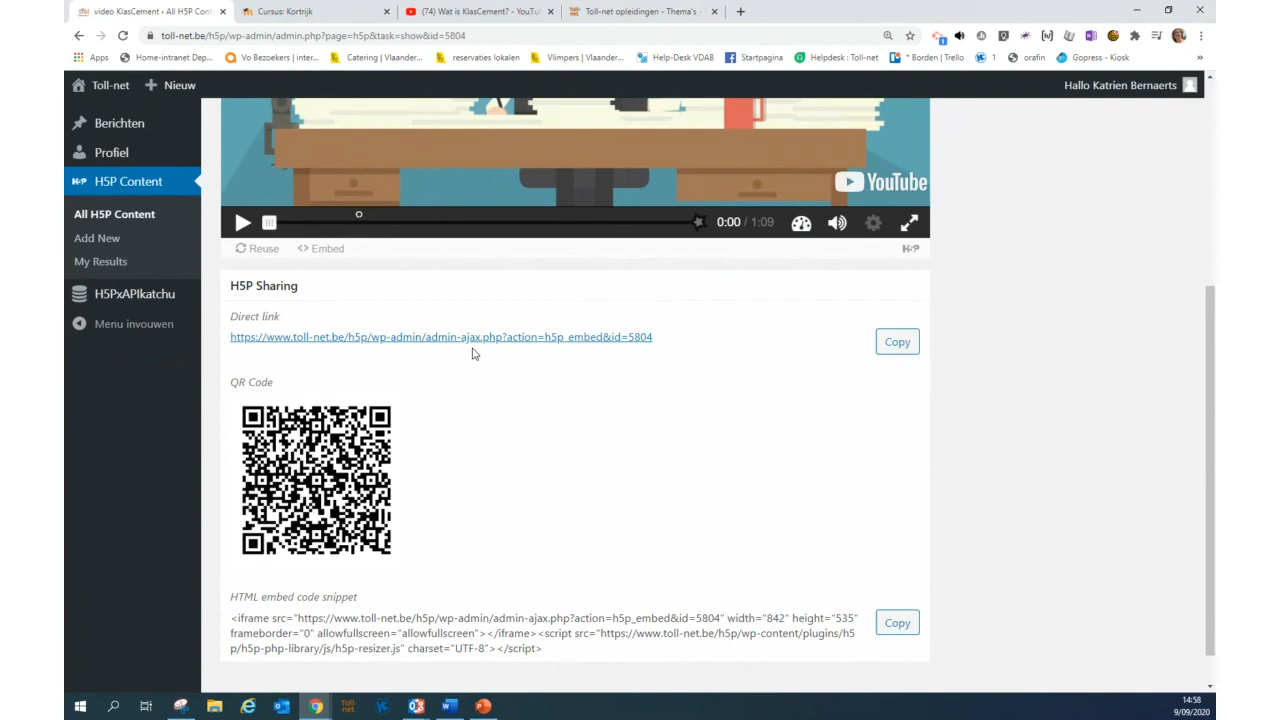 video KlasCement ‹ All H5P Cont
Cursus: Kortrijk
(74) Wat is KlasCement? - YouTu
Toll-net opleidingen - Thema's -
toll-net.be/h5p/wp-admin/admin.php?page=h5p&task=show&id=5804
Apps
Home-intranet Dep...
Vo Bezoekers | inter...
Catering | Vlaander...
reservaties lokalen
Vlimpers | Vlaander...
Help-Desk VDAB
Startpagina
Helpdesk : Toll-net
* Borden | Trello
1
orafin
Gopress - Kiosk
Toll-net
Nieuw
Hallo Katrien Bernaerts
Berichten
Profiel
H5P Content
All H5P Content
Add New
My Results
H5PxAPIkatchu
Menu invouwen
YouTube
0:00 / 1:09
Reuse
<> Embed
H5P
H5P Sharing
Direct link
https://www.toll-net.be/h5p/wp-admin/admin-ajax.php?action=h5p_embed&id=5804
Copy
QR Code
HTML embed code snippet
<iframe src="https://www.toll-net.be/h5p/wp-admin/admin-ajax.php?action=h5p_embed&id=5804" width="842" height="535"
frameborder="0" allowfullscreen="allowfullscreen"></iframe><script src="https://www.toll-net.be/h5p/wp-content/plugins/h5
p/h5p-php-library/js/h5p-resizer.js" charset="UTF-8"></script>
Copy
Toll-
net
14:58
9/09/2020